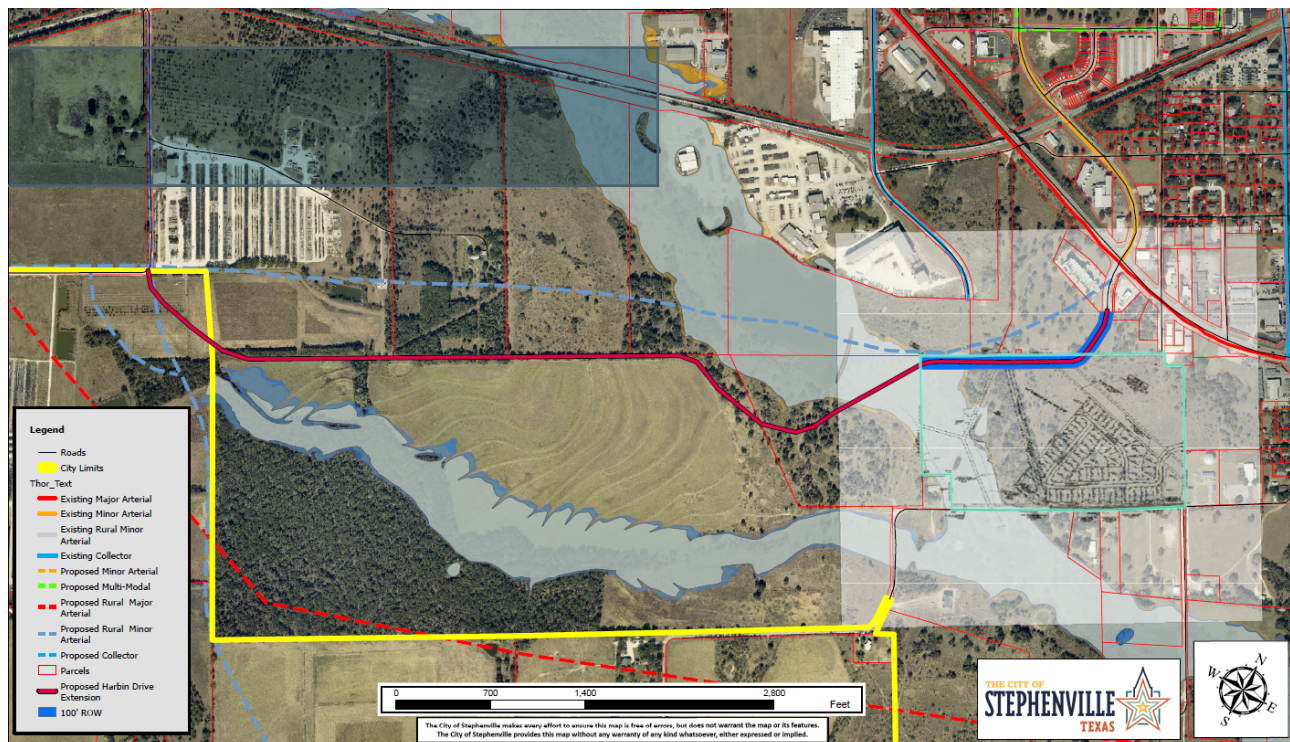 Legend
Roads
City Limits
Thor_Text
Existing Major Arterial
Existing Minor Arterial
Existing Rural Minor
Arterial
Existing Collector
Proposed Minor Arterial
Proposed Multi-Modal
Proposed Rural Major
Arterial
Proposed Rural Minor
Arterial
Proposed Collector
Parcels
Proposed Harbin Drive
Extension
100' ROW
0 700 1,400 2,800
Feet
The City of Stephenville makes every effort to ensure this map is free of errors, but does not warrant the map or its features.
The City of Stephenville provides this map without any warranty of any kind whatsoever, either expressed or implied.
THE CITY OF
STEPHENVILLE
TEXAS
N
W
E
S